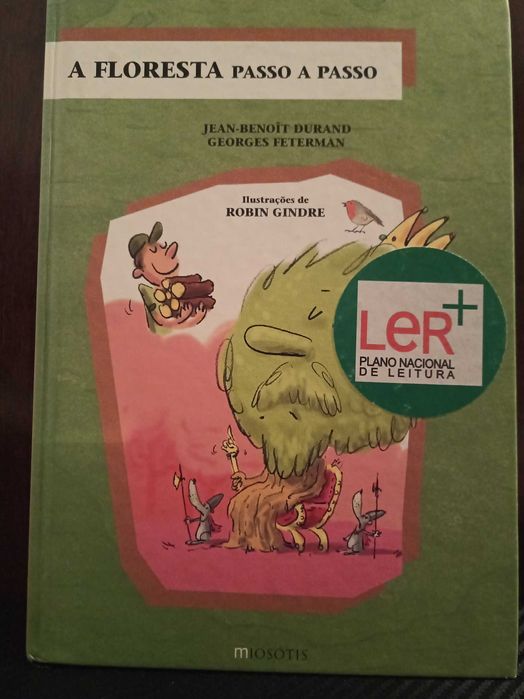 A FLORESTA PASSO A PASSO
JEAN-BENOÎT DURAND
GEORGES FETERMAN
Ilustrações de
ROBIN GINDRE
LeR+
PLANO NACIONAL
DE LEITURA
mIOSÓTIS